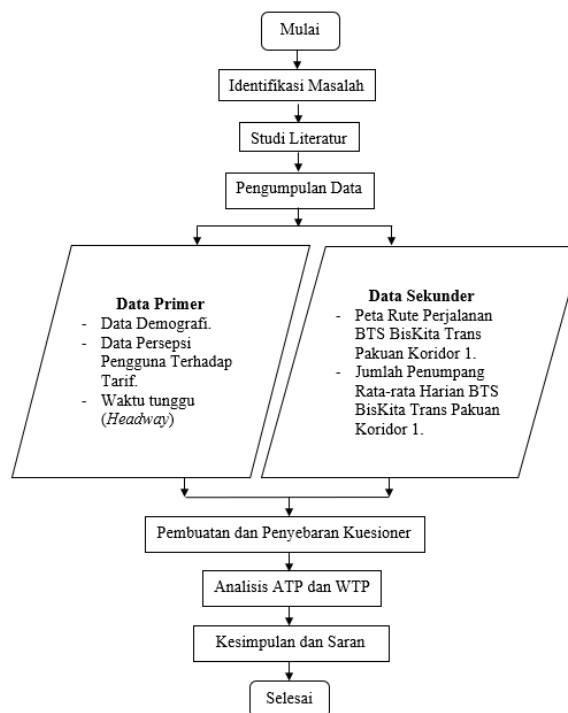 Mulai
Identifikasi Masalah
Studi Literatur
Pengumpulan Data
Data Primer
- Data Demografi.
- Data Persepsi
Pengguna Terhadap
Tarif.
- Waktu tunggu
(Headway)
Data Sekunder
- Peta Rute Perjalanan
BTS BisKita Trans
Pakuan Koridor 1.
- Jumlah Penumpang
Rata-rata Harian BTS
BisKita Trans Pakuan
Koridor 1.
Pembuatan dan Penyebaran Kuesioner
Analisis ATP dan WTP
Kesimpulan dan Saran
Selesai